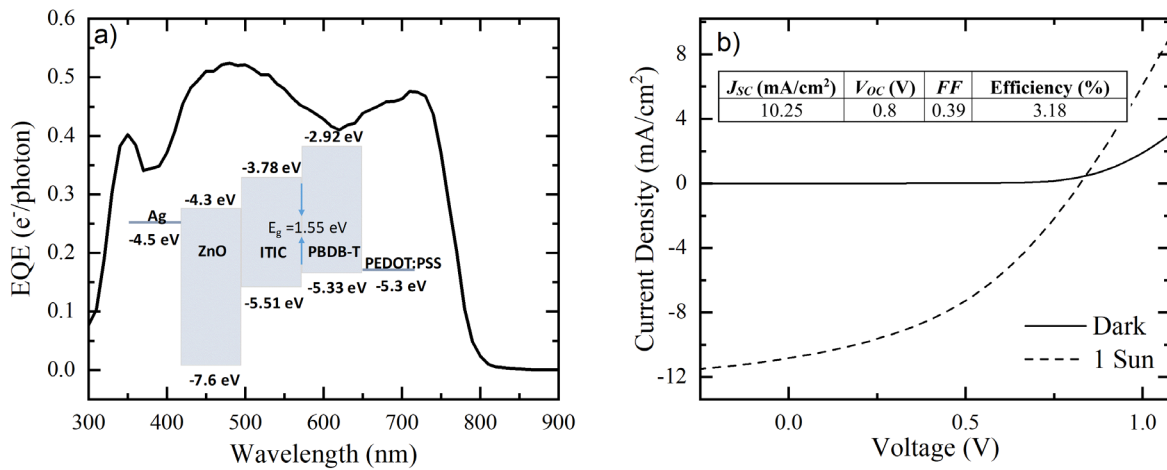 a)
EQE (e⁻/photon)
0.6
0.5
0.4
0.3
0.2
0.1
0.0
-2.92 eV
-3.78 eV
-4.3 eV
Ag
-4.5 eV
E_g =1.55 eV
ZnO
ITIC
PBDB-T
PEDOT:PSS
-5.3 eV
-5.33 eV
-5.51 eV
-7.6 eV
300 400 500 600 700 800 900
Wavelength (nm)
b)
Current Density (mA/cm²)
8
4
0
-4
-8
-12
J_SC (mA/cm²) V_OC (V) FF Efficiency (%)
10.25 0.8 0.39 3.18
Dark
1 Sun
0.0 0.5 1.0
Voltage (V)